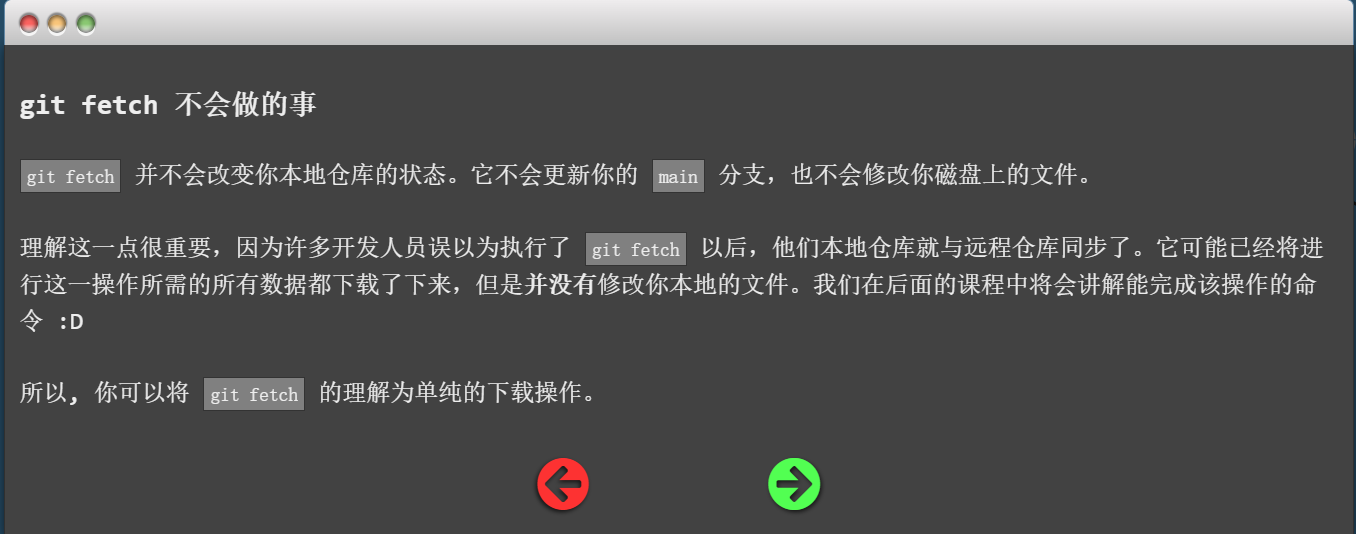 git fetch 不会做的事
git fetch 并不会改变你本地仓库的状态。它不会更新你的 main 分支，也不会修改你磁盘上的文件。
理解这一点很重要，因为许多开发人员误以为执行了 git fetch 以后，他们本地仓库就与远程仓库同步了。它可能已经将进
行这一操作所需的所有数据都下载了下来，但是并没有修改你本地的文件。我们在后面的课程中将会讲解能完成该操作的命
令 :D
所以, 你可以将 git fetch 的理解为单纯的下载操作。